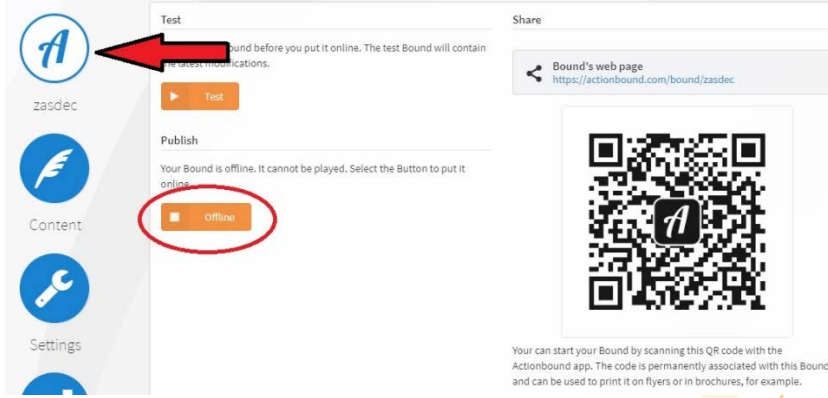 zasdec
Content
Settings
Test
ound before you put it online. The test Bound will contain
the latest modifications.
Test
Publish
Your Bound is offline. It cannot be played. Select the Button to put it
online.
Offline
Share
Bound's web page
https://actionbound.com/bound/zasdec
Your can start your Bound by scanning this QR code with the
Actionbound app. The code is permanently associated with this Bound
and can be used to print it on flyers or in brochures, for example.